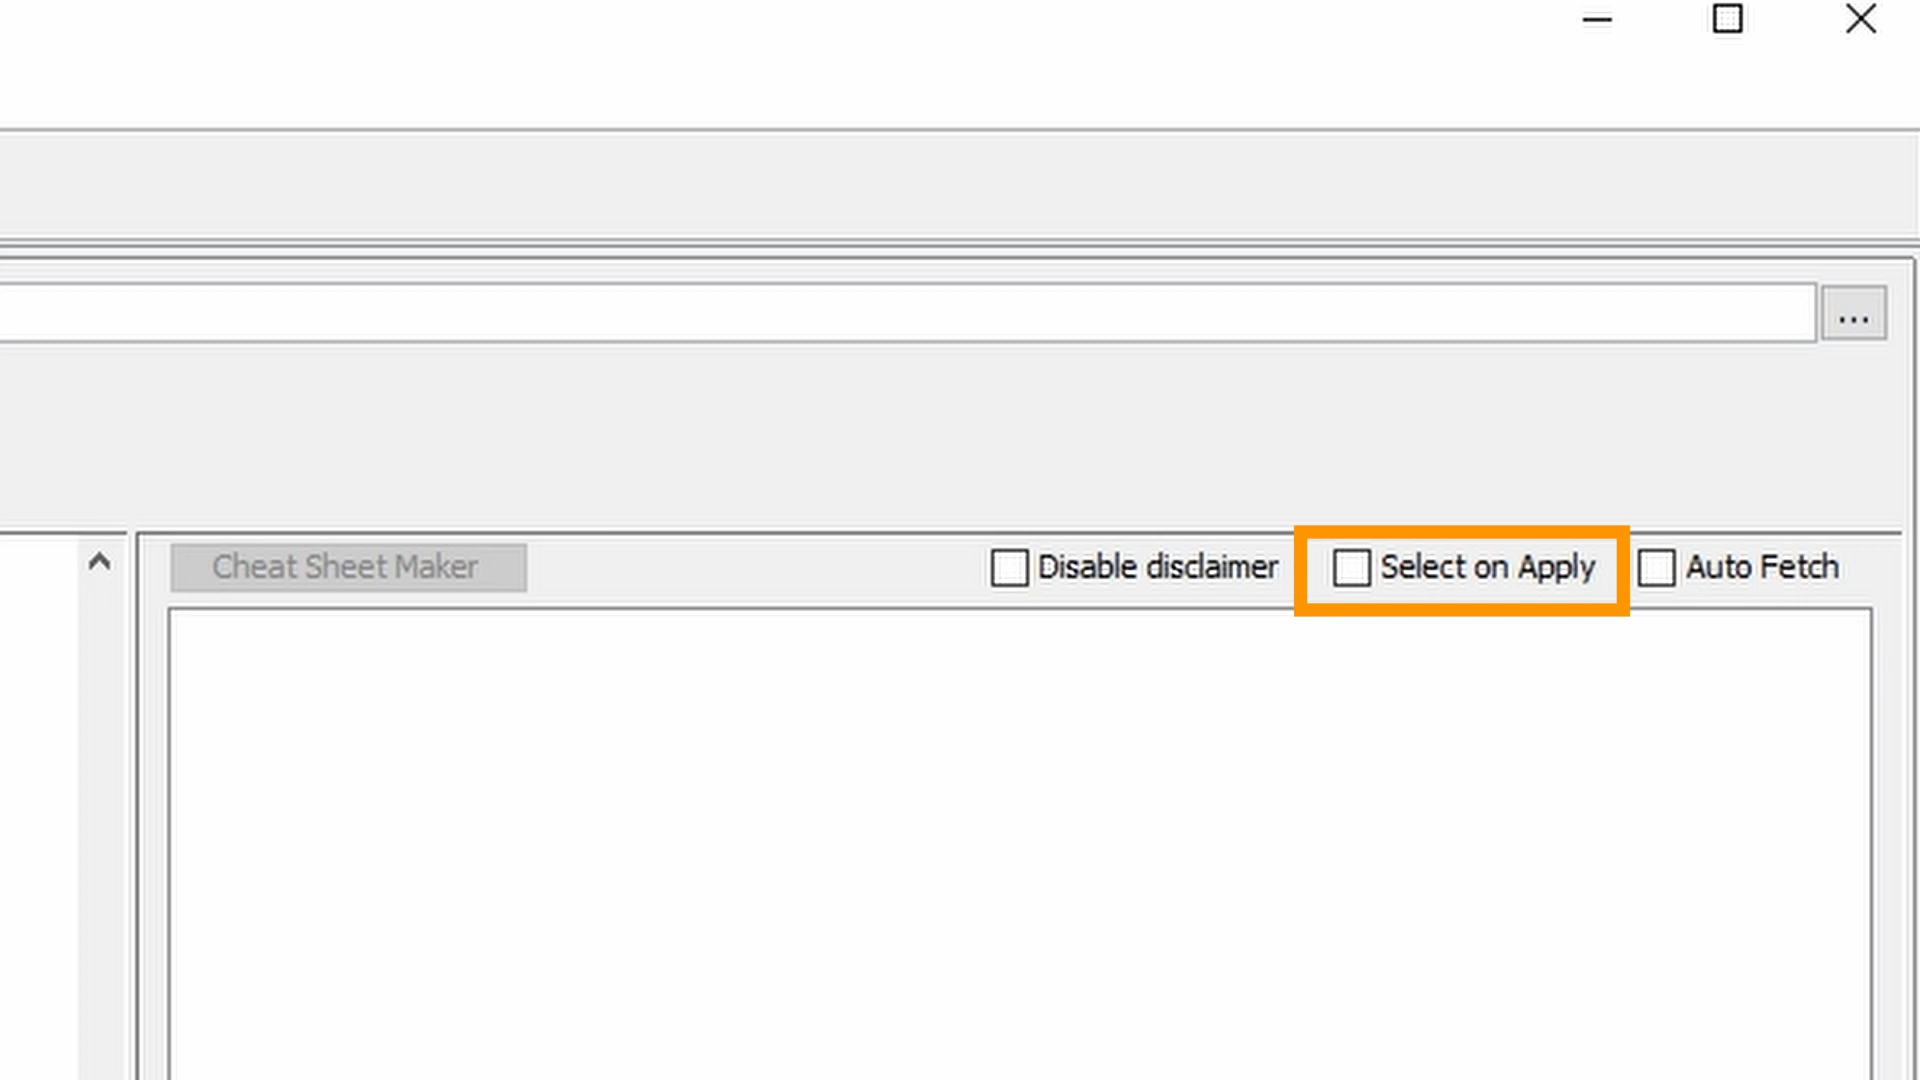 ...
Cheat Sheet Maker
Disable disclaimer
Select on Apply
Auto Fetch